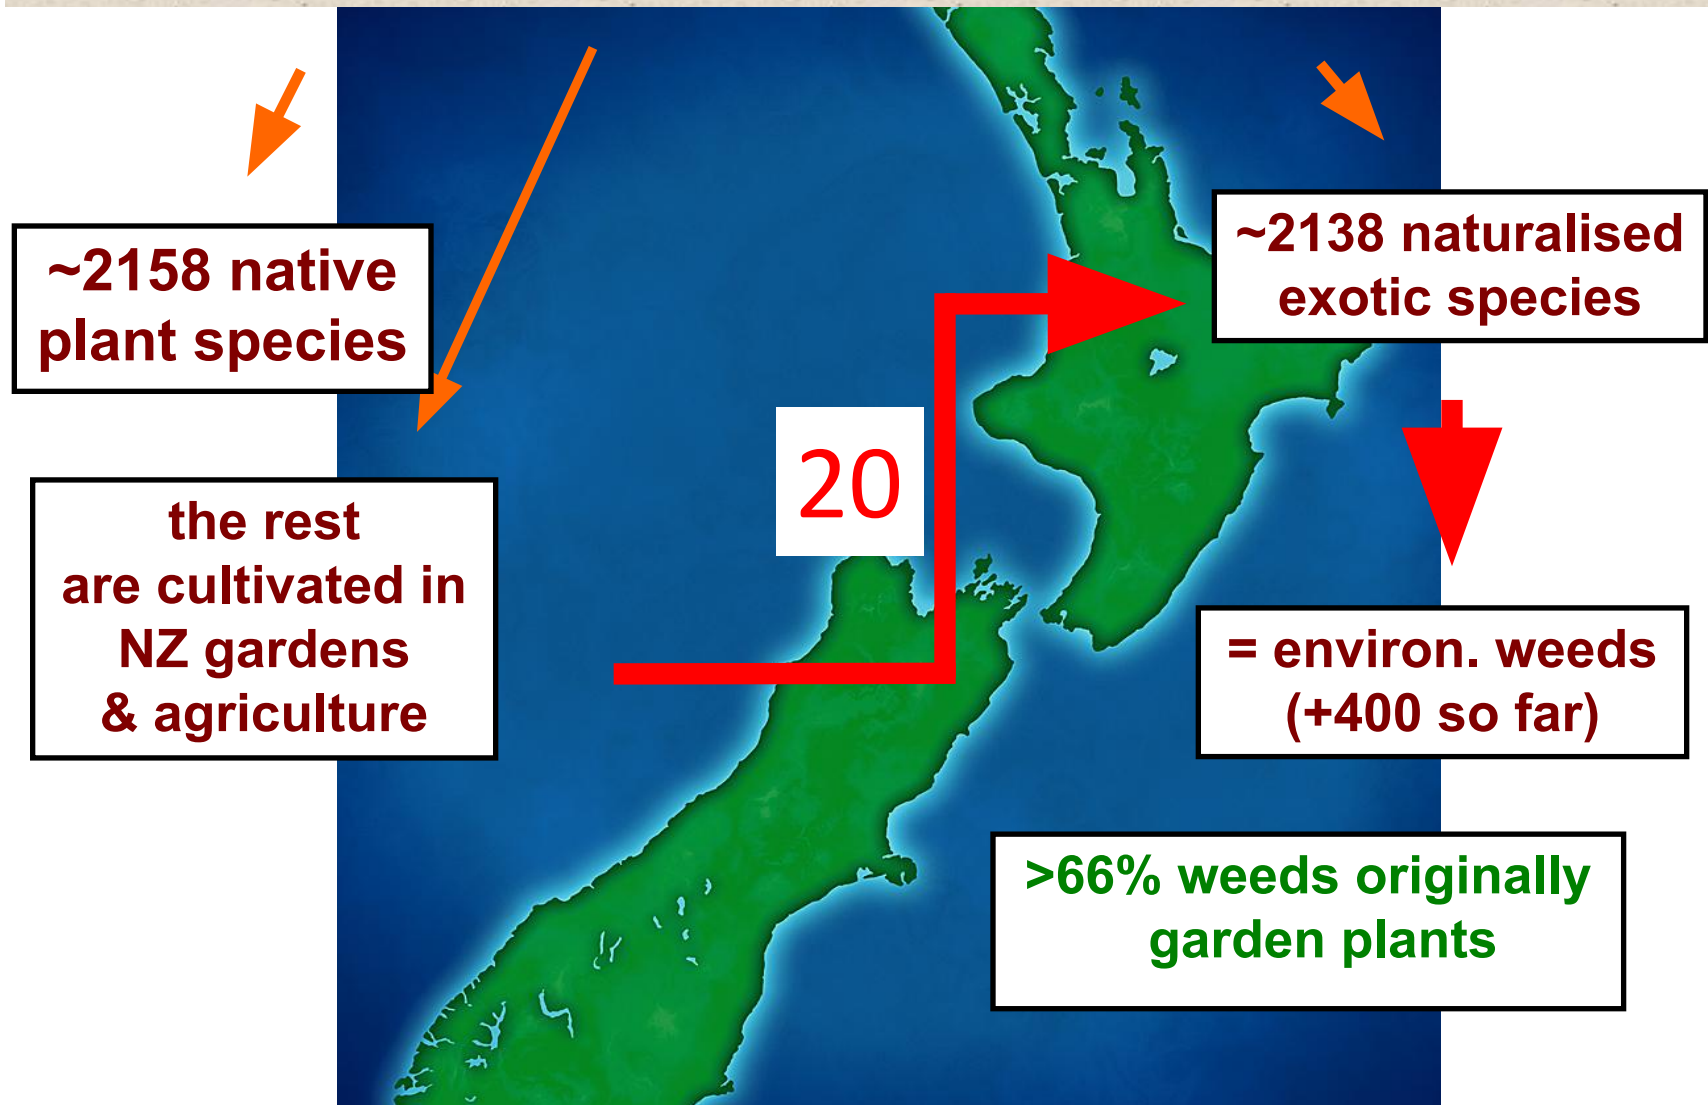 ~2158 native
plant species
~2138 naturalised
exotic species
the rest
are cultivated in
NZ gardens
& agriculture
20
= environ. weeds
(+400 so far)
>66% weeds originally
garden plants